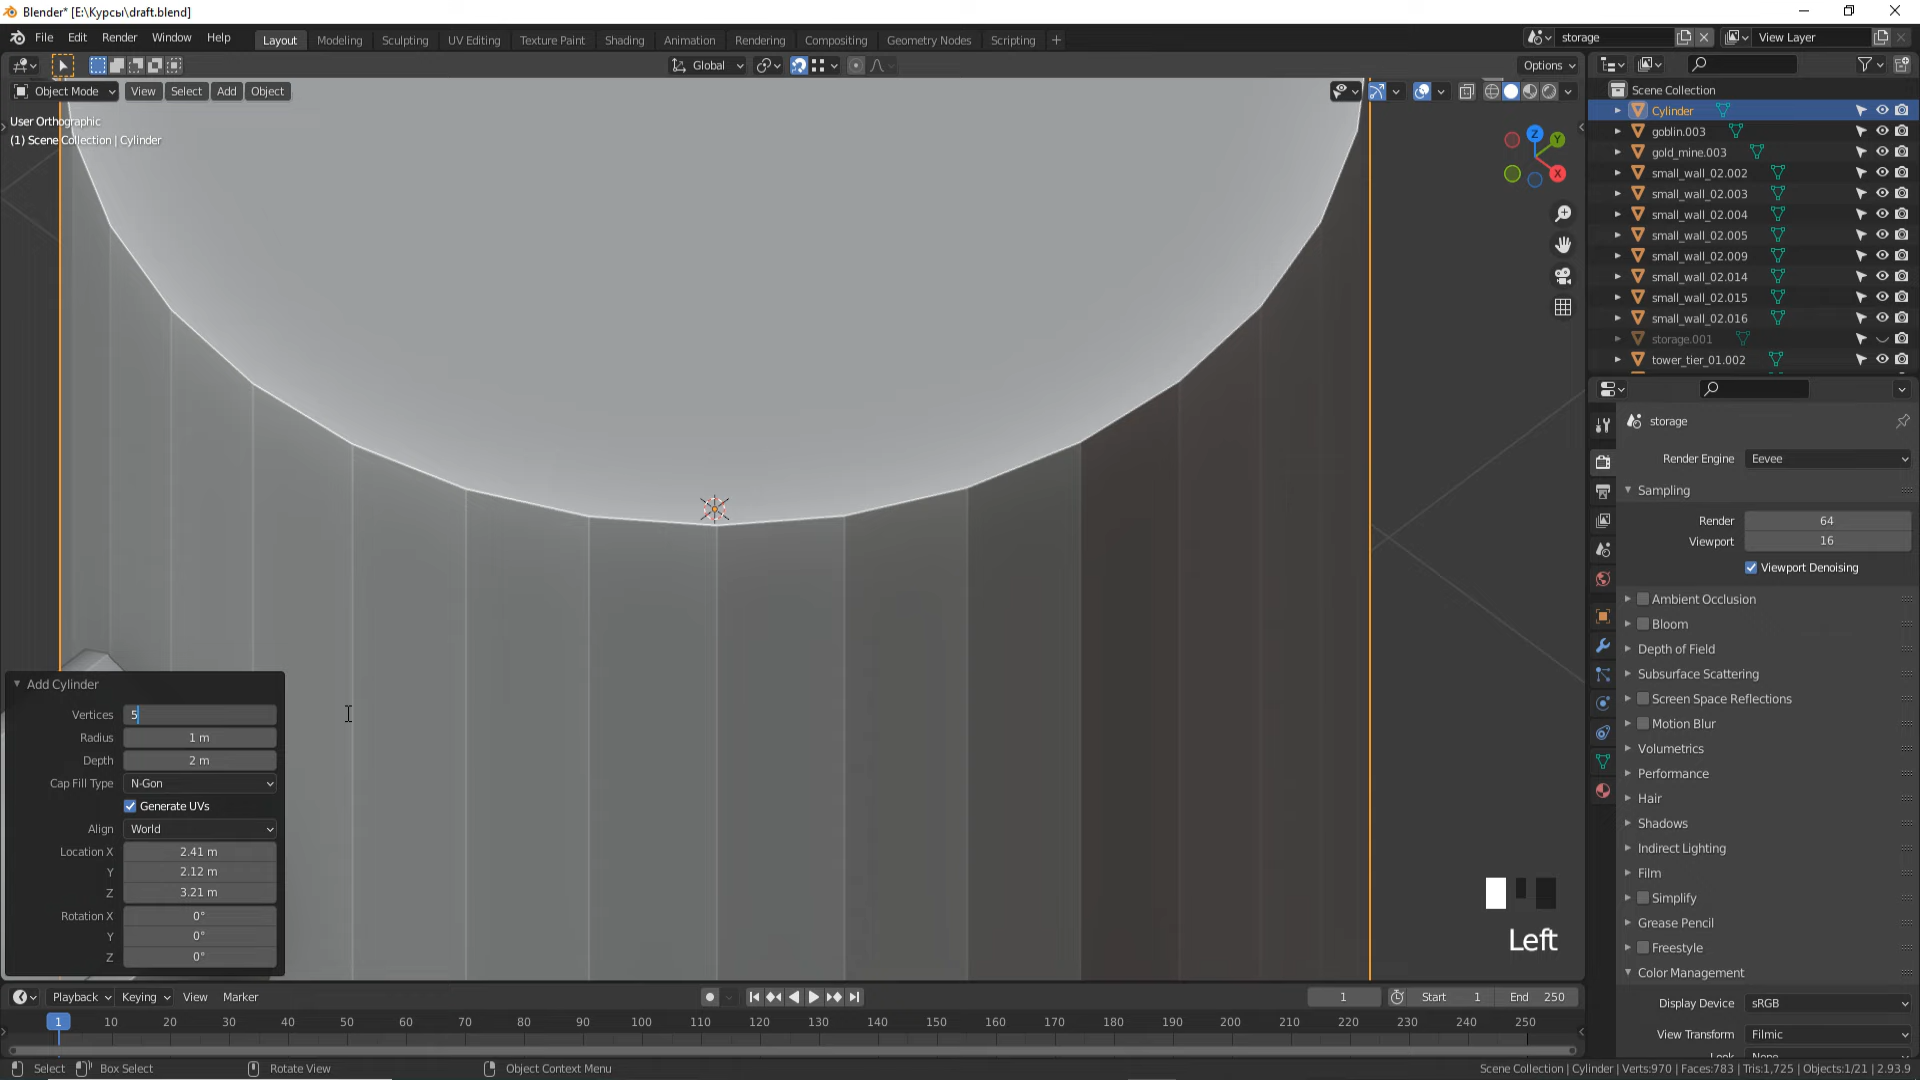 Blender* [E:\Курсы\draft.blend]
File Edit Render Window Help Layout Modeling Sculpting UV Editing Texture Paint Shading Animation Rendering Compositing Geometry Nodes Scripting + storage View Layer
Global Options
Object Mode View Select Add Object
User Orthographic
(1) Scene Collection | Cylinder
Z
Y
X
Scene Collection
Cylinder
goblin.003
gold_mine.003
small_wall_02.002
small_wall_02.003
small_wall_02.004
small_wall_02.005
small_wall_02.009
small_wall_02.014
small_wall_02.015
small_wall_02.016
storage.001
tower_tier_01.002
storage
Render Engine Eevee
Sampling
Render 64
Viewport 16
Viewport Denoising
Ambient Occlusion
Bloom
Depth of Field
Subsurface Scattering
Screen Space Reflections
Motion Blur
Volumetrics
Performance
Hair
Shadows
Indirect Lighting
Film
Simplify
Grease Pencil
Freestyle
Color Management
Display Device sRGB
View Transform Filmic
Add Cylinder
Vertices 5
Radius 1 m
Depth 2 m
Cap Fill Type N-Gon
Generate UVs
Align World
Location X 2.41 m
Y 2.12 m
Z 3.21 m
Rotation X 0°
Y 0°
Z 0°
Left
Playback Keying View Marker 1 Start 1 End 250
1 10 20 30 40 50 60 70 80 90 100 110 120 130 140 150 160 170 180 190 200 210 220 230 240 250
Select Box Select Rotate View Object Context Menu Scene Collection | Cylinder | Verts:970 | Faces:783 | Tris:1,725 | Objects:1/21 | 2.93.9